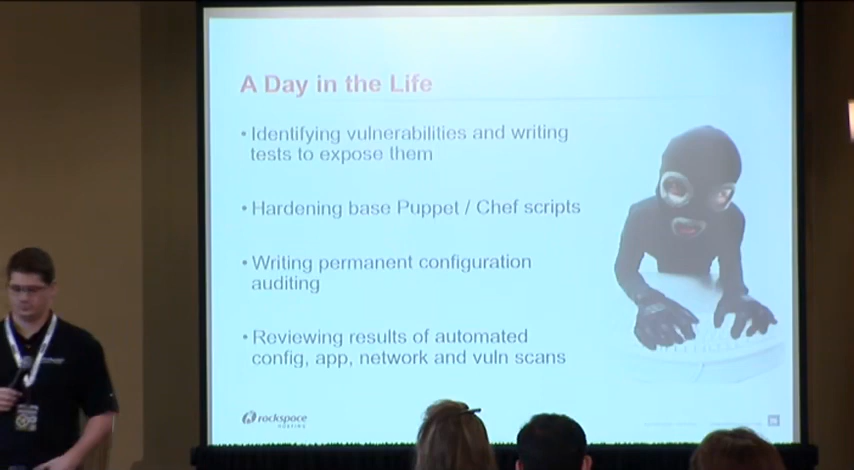 A Day in the Life
• Identifying vulnerabilities and writing
tests to expose them
• Hardening base Puppet / Chef scripts
• Writing permanent configuration
auditing
• Reviewing results of automated
config, app, network and vuln scans
rackspace
HOSTING